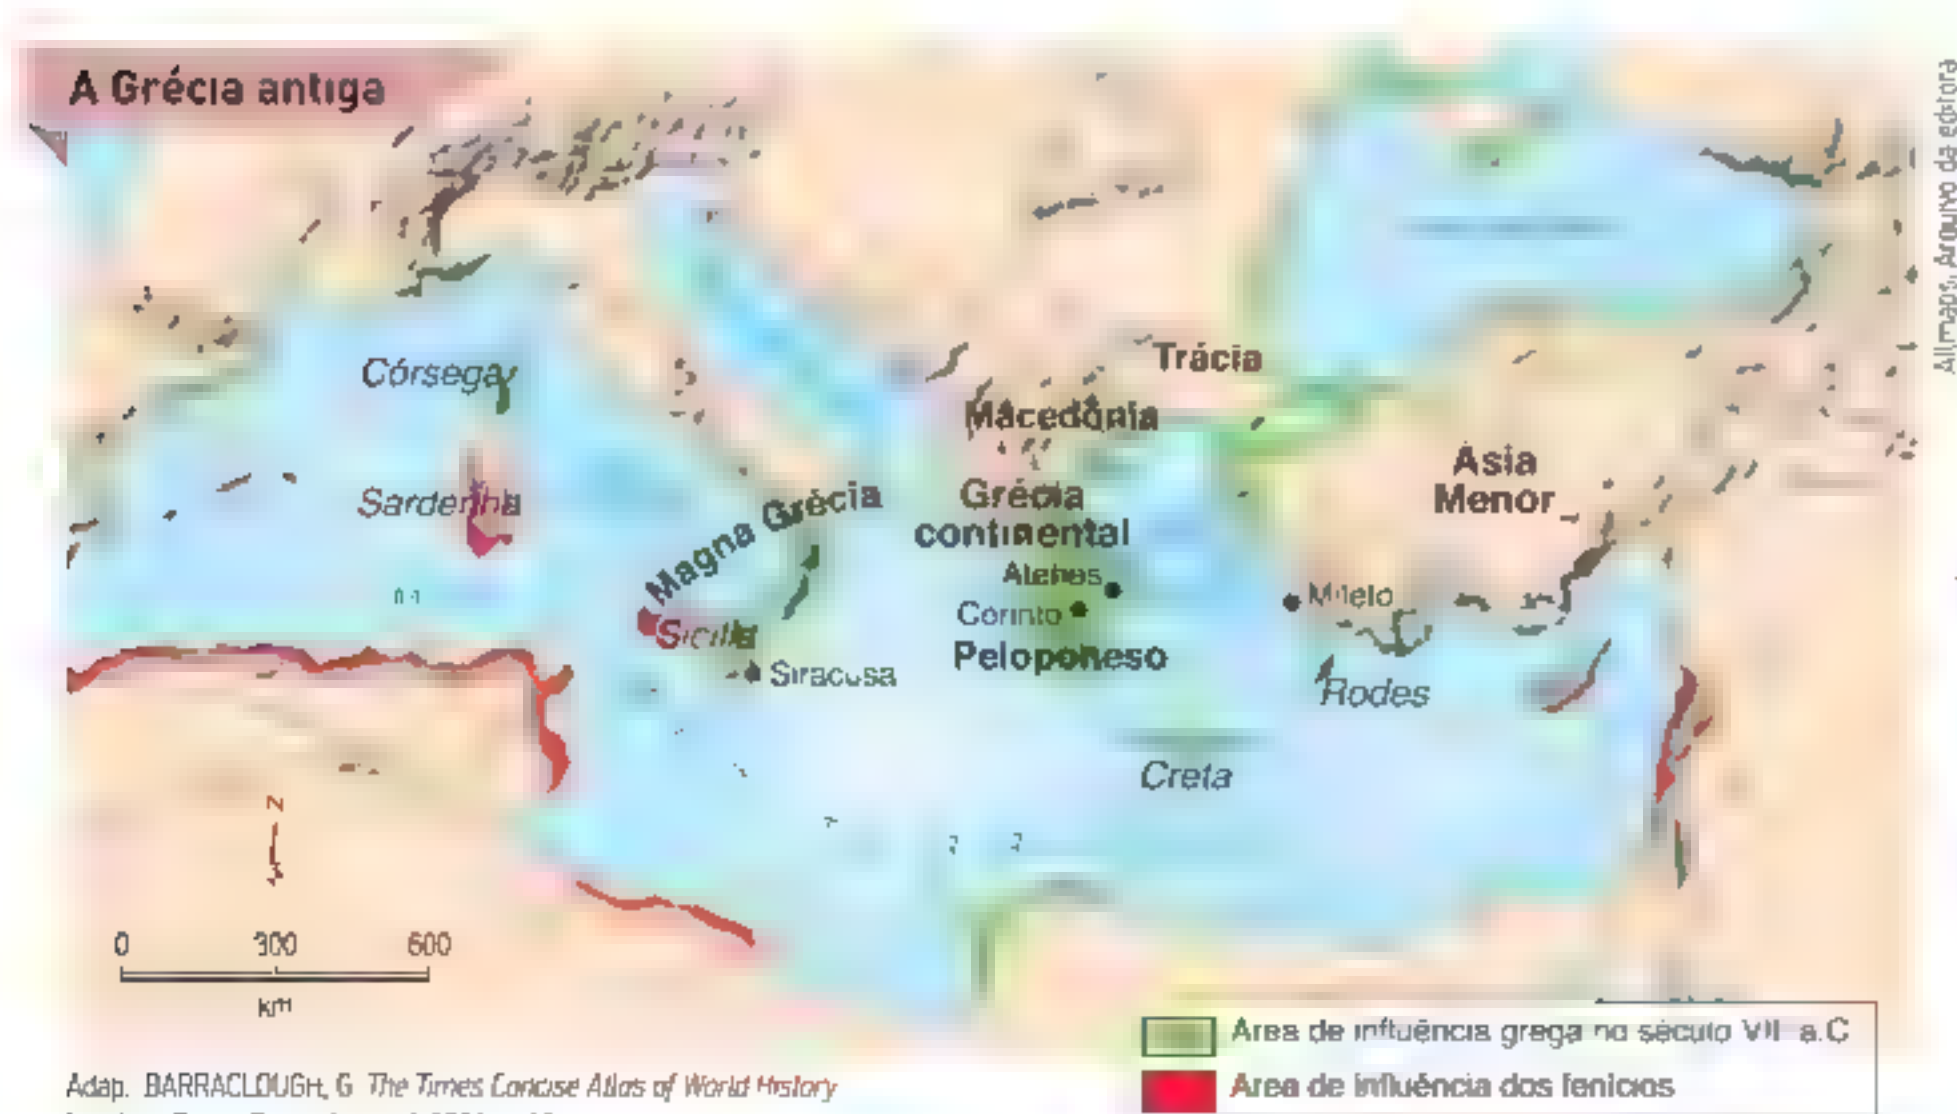 A Grécia antiga
Allmaps. Arquivo da editora
Trácia
Córsega
Macedônia
Ásia
Menor
Sardenha
Magna Grécia
Grécia
continental
Atenas
Mileto
Corinto
Sicília
Peloponeso
Siracusa
Rodes
Creta
N
0 300 600
km
Área de influência grega no século VII a.C
Área de influência dos fenícios
Adap. BARRACLOUGH, G The Times Concise Atlas of World History